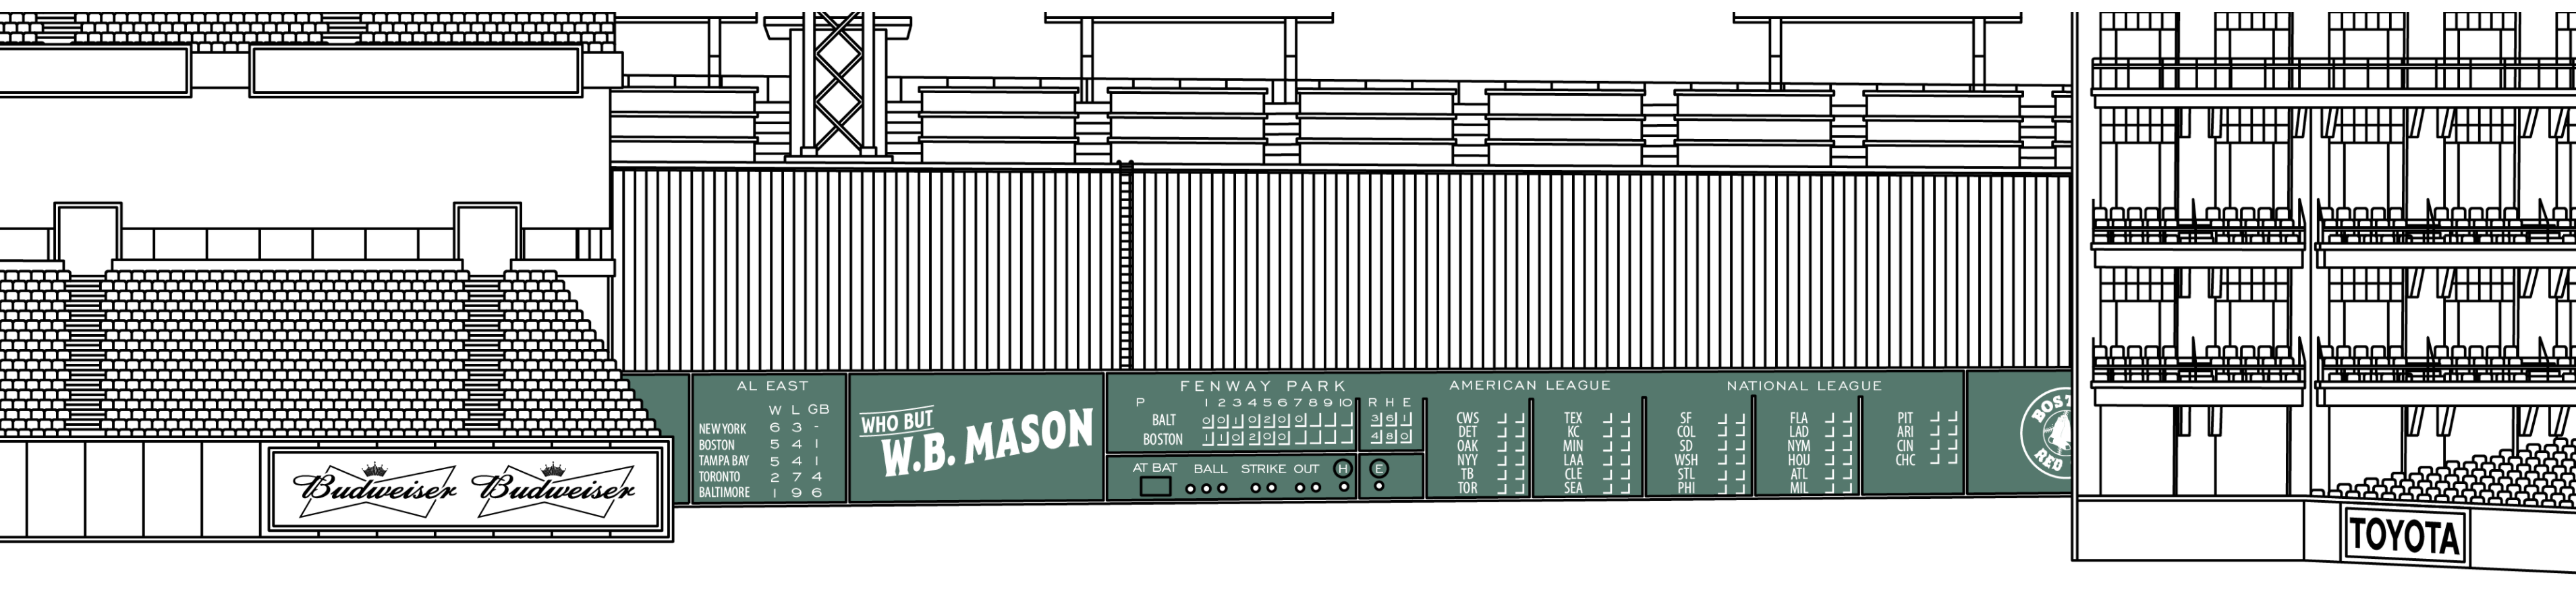 AL EAST
W L GB
NEW YORK 6 3 -
BOSTON 5 4 1
TAMPA BAY 5 4 1
TORONTO 2 7 4
BALTIMORE 1 9 6
WHO BUT
W.B. MASON
FENWAY PARK
P 1 2 3 4 5 6 7 8 9 10 R H E
BALT 0 0 1 0 2 0 0 3 6 1
BOSTON 1 1 0 2 0 0 4 8 0
AT BAT BALL STRIKE OUT H E
AMERICAN LEAGUE
CWS TEX
DET KC
OAK MIN
NYY LAA
TB CLE
TOR SEA
NATIONAL LEAGUE
SF FLA PIT
COL LAD ARI
SD NYM CIN
WSH HOU CHC
STL ATL
PHI MIL
BOST
RED
Budweiser Budweiser
TOYOTA